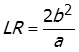 LR = 2b²/a